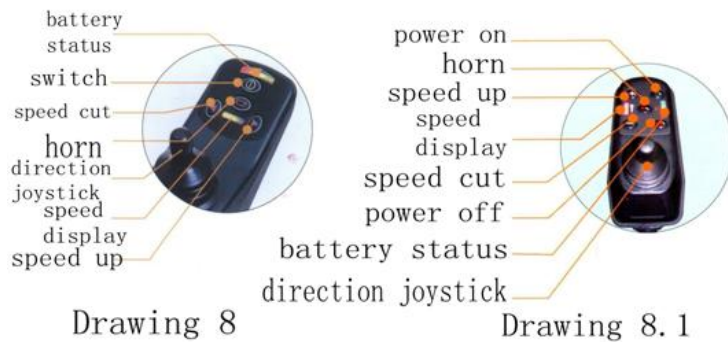 battery
status
switch
speed cut
horn
direction
joystick
speed
display
speed up
Drawing 8
power on
horn
speed up
speed
display
speed cut
power off
battery status
direction joystick
Drawing 8.1